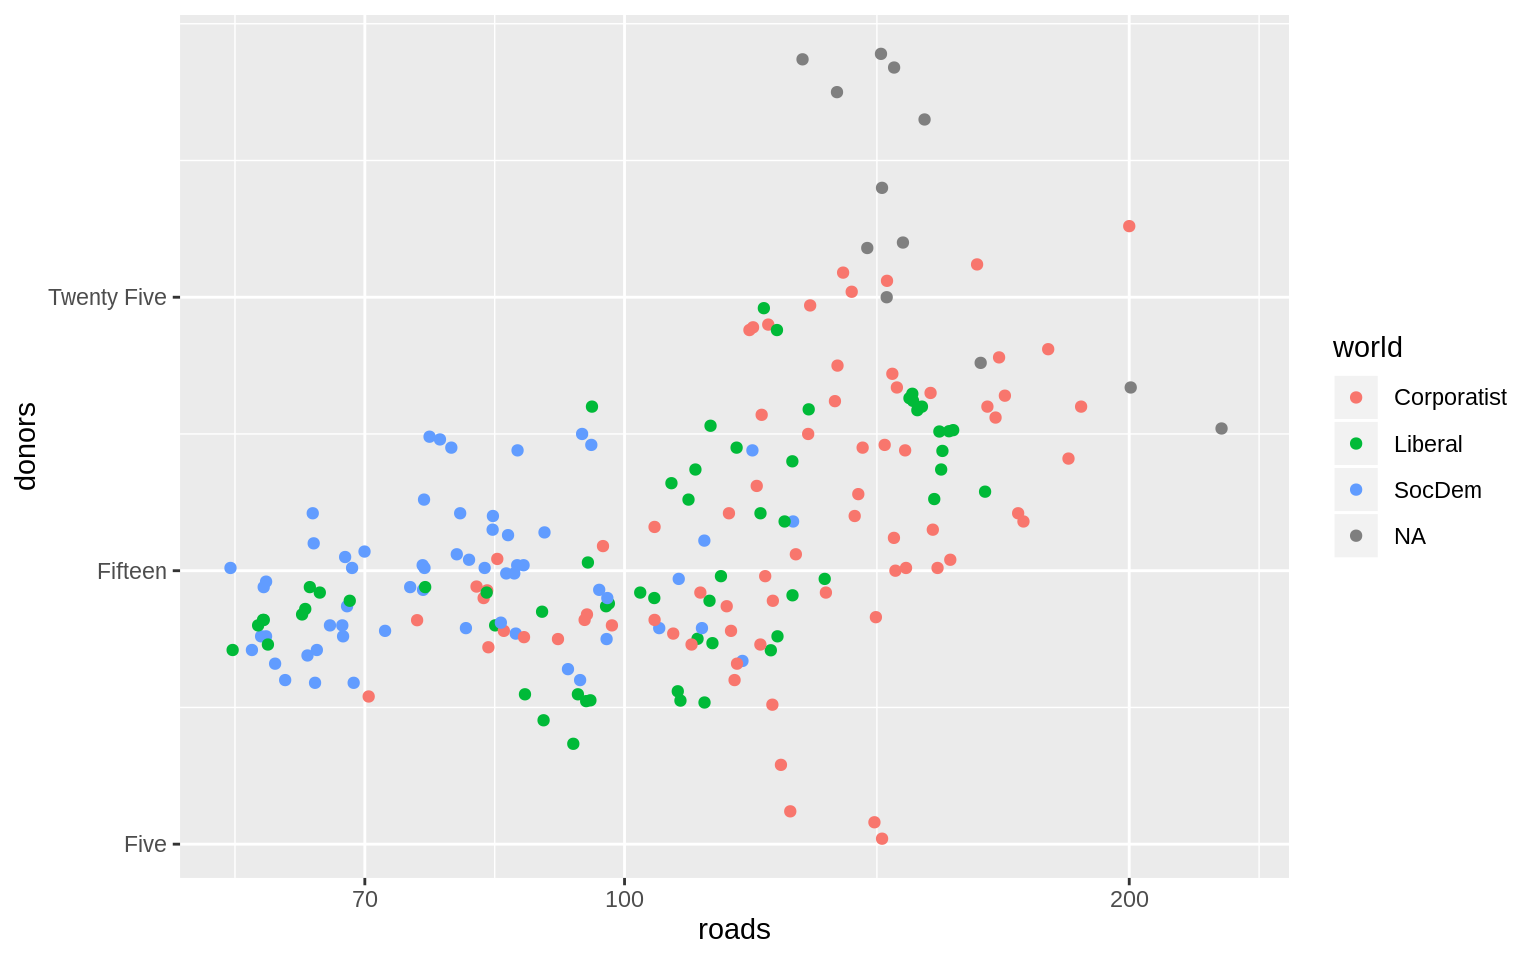 donors
Twenty Five
Fifteen
Five
70
100
200
roads
world
Corporatist
Liberal
SocDem
NA